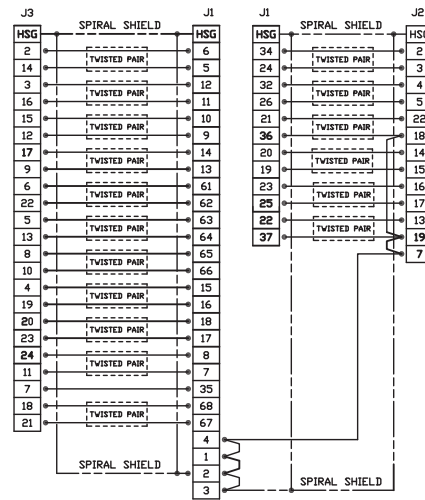 J3 J1 J1 J2
SPIRAL SHIELD SPIRAL SHIELD
HSG HSG HSG
2 TWISTED PAIR 6 34 TWISTED PAIR 2
14 5 24 3
3 TWISTED PAIR 12 32 TWISTED PAIR 4
16 11 26 5
15 TWISTED PAIR 10 21 TWISTED PAIR 22
12 9 36 18
17 TWISTED PAIR 14 20 TWISTED PAIR 14
9 13 19 15
6 TWISTED PAIR 61 23 TWISTED PAIR 16
22 62 25 17
5 TWISTED PAIR 63 22 TWISTED PAIR 13
13 64 37 19
8 TWISTED PAIR 65 7
10 66
4 TWISTED PAIR 15
19 16
20 TWISTED PAIR 18
23 17
24 TWISTED PAIR 8
11 7
7 35
18 TWISTED PAIR 68
21 67
4
1
SPIRAL SHIELD 2
3 SPIRAL SHIELD